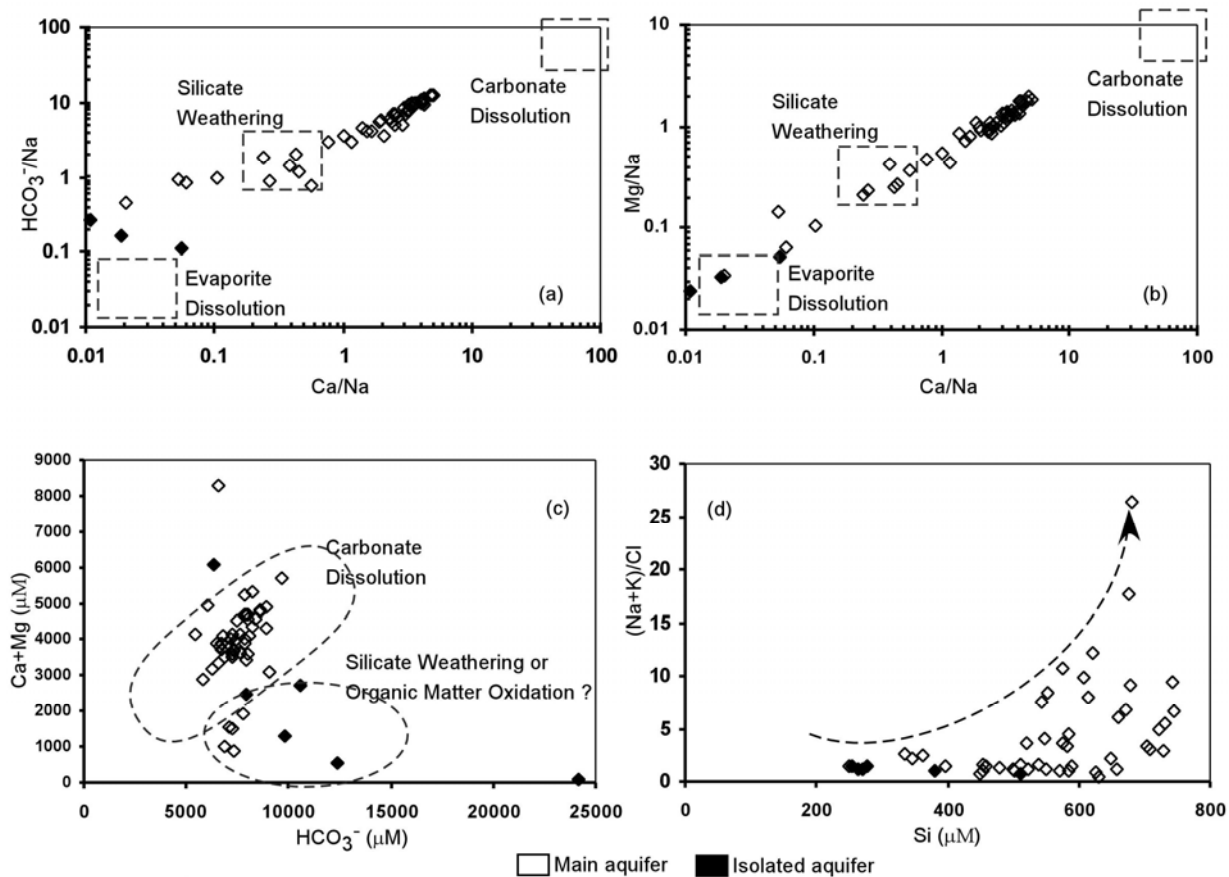 100
10
1
0.1
0.01
HCO₃⁻/Na
Silicate
Weathering
Carbonate
Dissolution
Evaporite
Dissolution
(a)
0.01 0.1 1 10 100
Ca/Na
10
1
0.1
0.01
Mg/Na
Silicate
Weathering
Carbonate
Dissolution
Evaporite
Dissolution
(b)
0.01 0.1 1 10 100
Ca/Na
9000
8000
7000
6000
5000
4000
3000
2000
1000
0
Ca+Mg (μM)
(c)
Carbonate
Dissolution
Silicate Weathering or
Organic Matter Oxidation ?
0 5000 10000 15000 20000 25000
HCO₃⁻ (μM)
30
25
20
15
10
5
0
(Na+K)/Cl
(d)
0 200 400 600 800
Si (μM)
Main aquifer Isolated aquifer